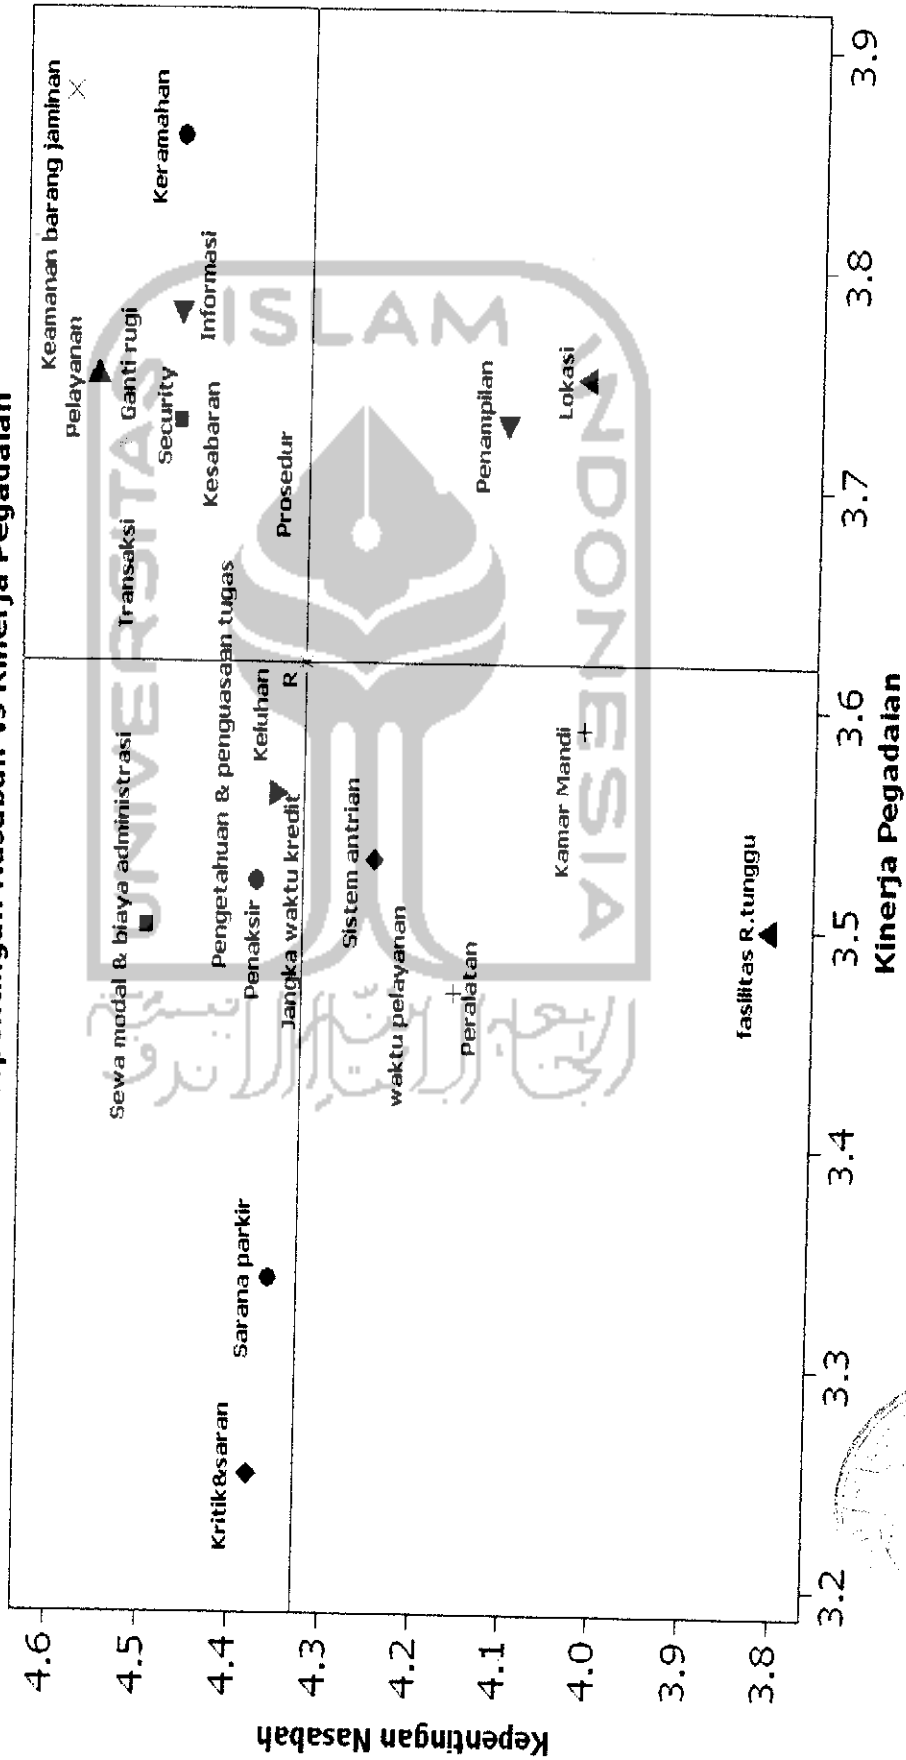 Kepentingan Nasabah vs Kinerja Pegadaian
Keamanan barang jaminan
Pelayanan
Keramahan
Ganti rugi
Security
Informasi
Kesabaran
Transaksi
Prosedur
Sewa modal & biaya administrasi
Pengetahuan & penguasaan tugas
Keluhan
R
Penaksir
Jangka waktu kredit
Sarana parkir
Kritik&saran
Sistem antrian
waktu pelayanan
Peralatan
Penampilan
Lokasi
Kamar Mandi
fasilitas R.tunggu
4.6
4.5
4.4
4.3
4.2
4.1
4.0
3.9
3.8
Kepentingan Nasabah
3.2
3.3
3.4
3.5
3.6
3.7
3.8
3.9
Kinerja Pegadaian
UNIVERSITAS
ISLAM
INDONESIA